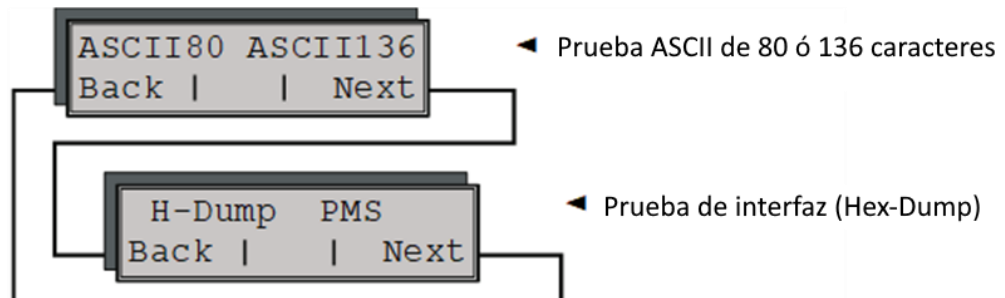 ASCII80 ASCII136
Back | | Next
Prueba ASCII de 80 ó 136 caracteres
H-Dump PMS
Back | | Next
Prueba de interfaz (Hex-Dump)